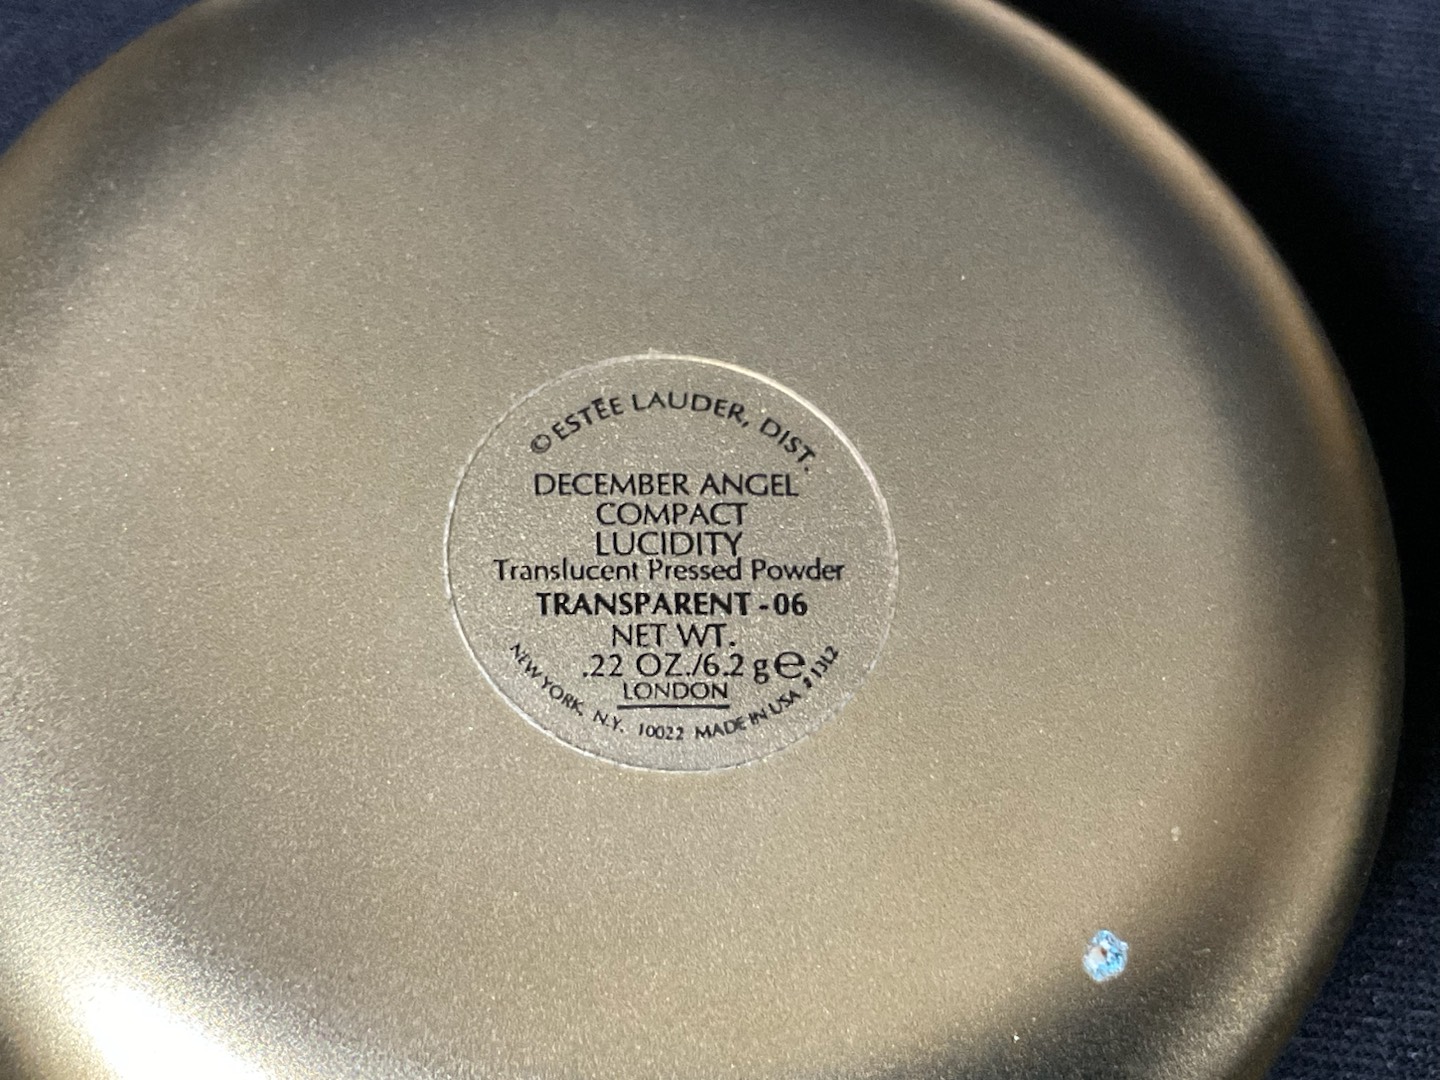 © ESTĒE LAUDER, DIST.
DECEMBER ANGEL
COMPACT
LUCIDITY
Translucent Pressed Powder
TRANSPARENT - 06
NET WT.
.22 OZ./6.2 g ℮
LONDON
NEW YORK, N.Y. 10022 MADE IN USA